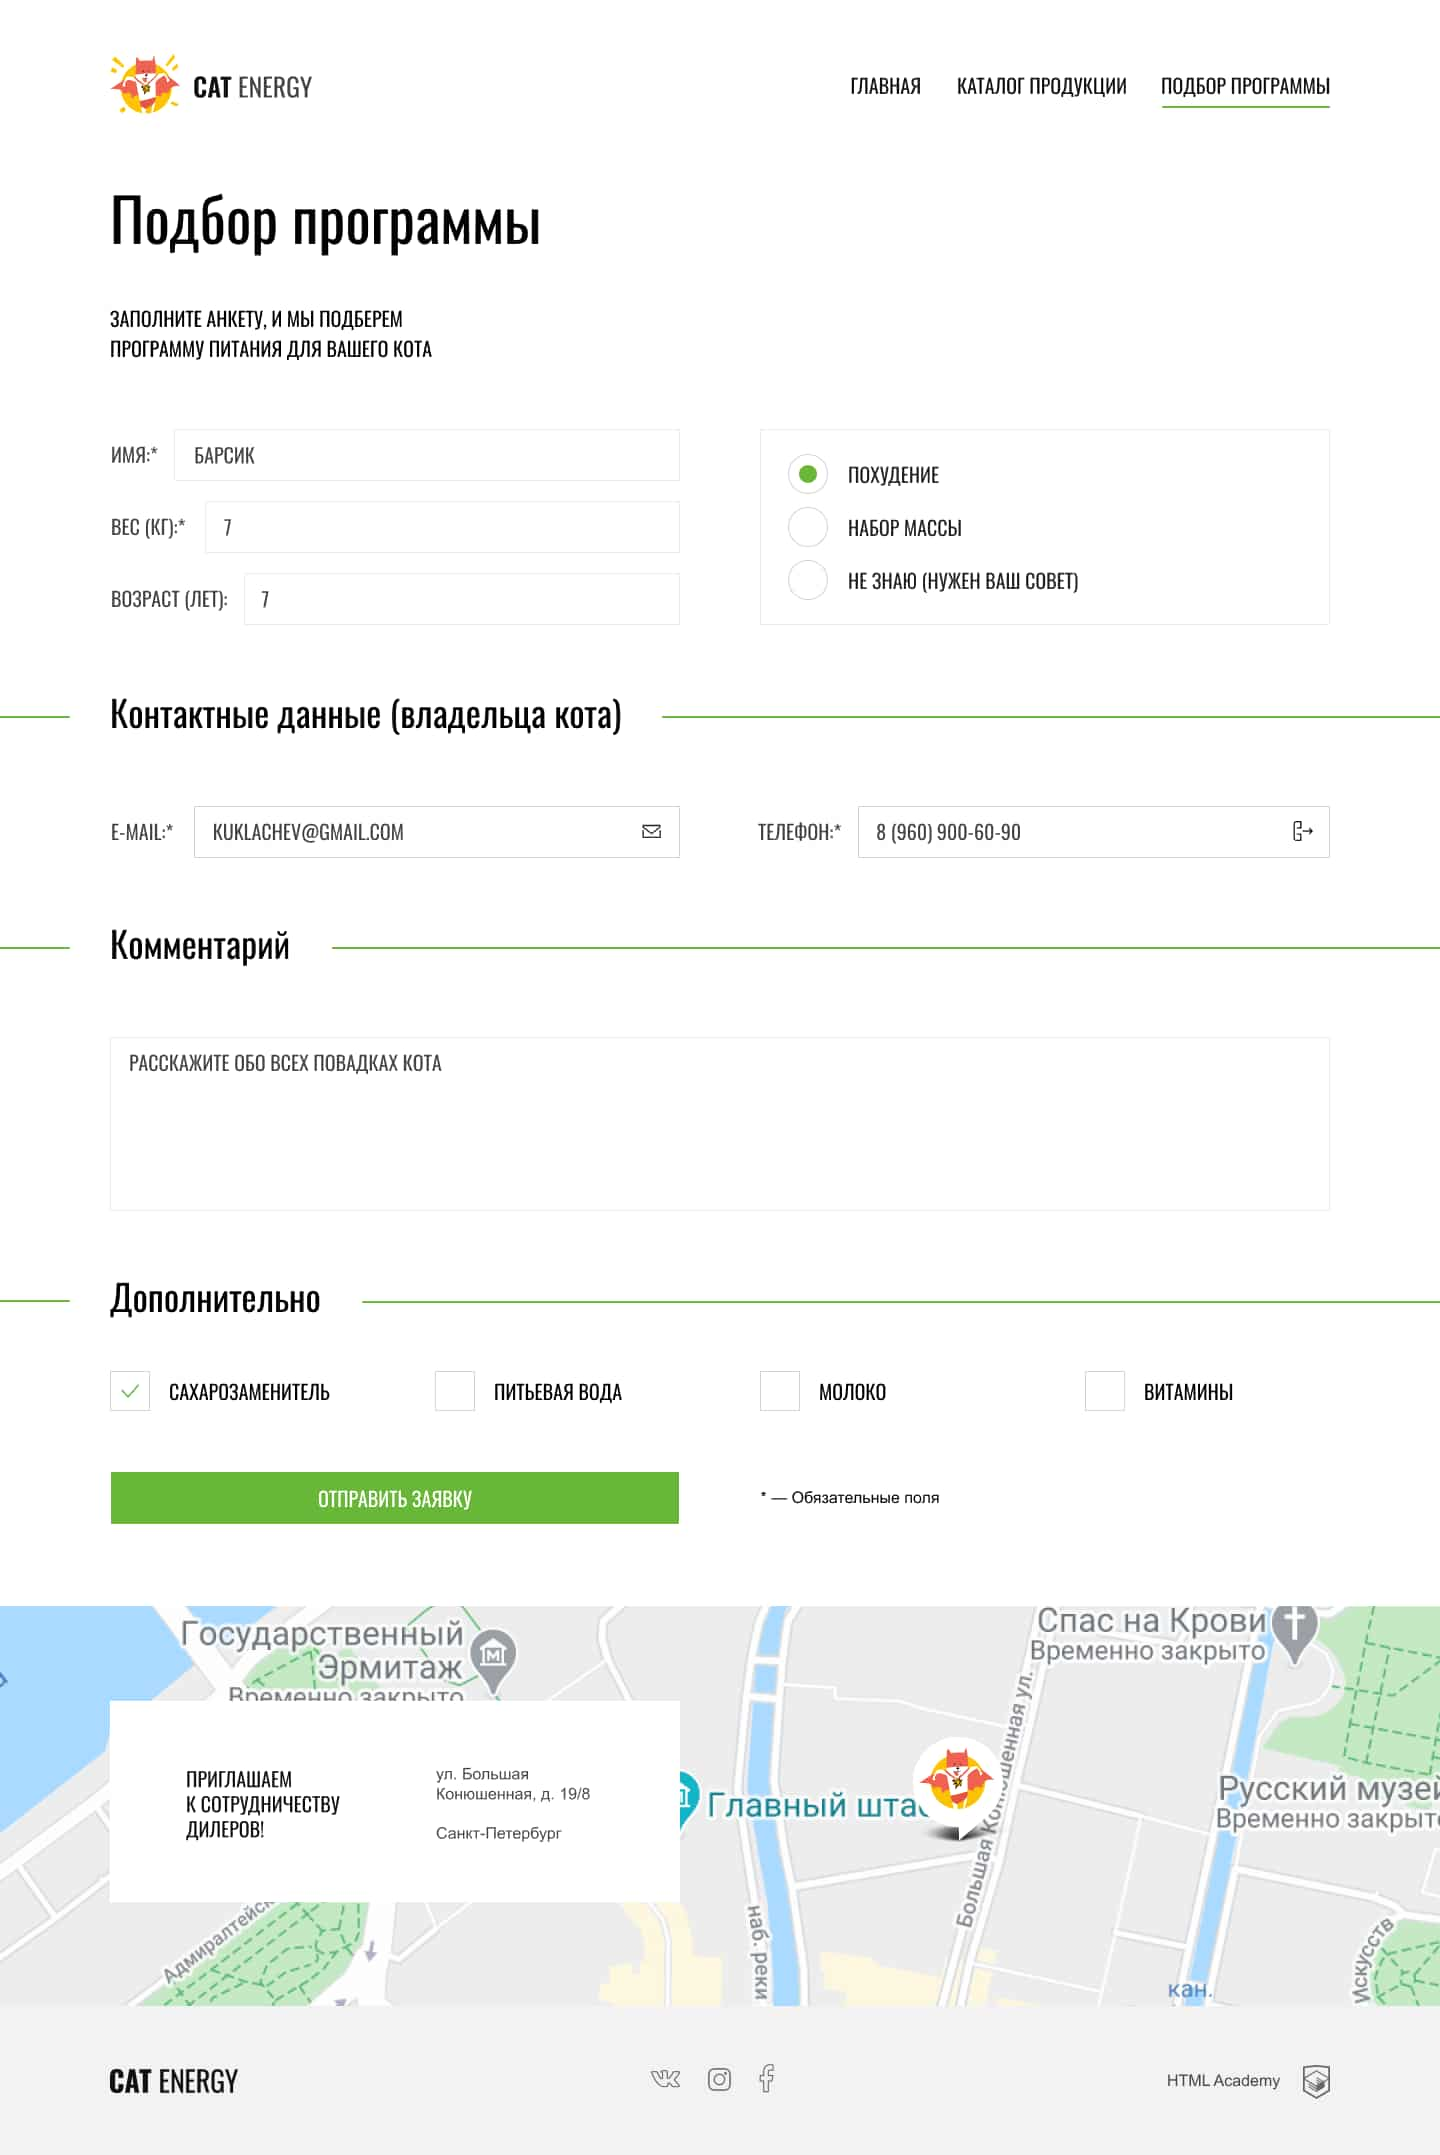 CAT ENERGY
ГЛАВНАЯ
КАТАЛОГ ПРОДУКЦИИ
ПОДБОР ПРОГРАММЫ
Подбор программы
ЗАПОЛНИТЕ АНКЕТУ, И МЫ ПОДБЕРЕМ
ПРОГРАММУ ПИТАНИЯ ДЛЯ ВАШЕГО КОТА
ИМЯ:*
БАРСИК
ВЕС (КГ):*
7
ВОЗРАСТ (ЛЕТ):
7
ПОХУДЕНИЕ
НАБОР МАССЫ
НЕ ЗНАЮ (НУЖЕН ВАШ СОВЕТ)
Контактные данные (владельца кота)
E-MAIL:*
KUKLACHEV@GMAIL.COM
ТЕЛЕФОН:*
8 (960) 900-60-90
Комментарий
РАССКАЖИТЕ ОБО ВСЕХ ПОВАДКАХ КОТА
Дополнительно
САХАРОЗАМЕНИТЕЛЬ
ПИТЬЕВАЯ ВОДА
МОЛОКО
ВИТАМИНЫ
ОТПРАВИТЬ ЗАЯВКУ
* — Обязательные поля
Государственный
Эрмитаж
Временно закрыто
Спас на Крови
Временно закрыто
ПРИГЛАШАЕМ
К СОТРУДНИЧЕСТВУ
ДИЛЕРОВ!
ул. Большая
Конюшенная, д. 19/8
Санкт-Петербург
Главный
Большая Конюшенная ул.
Русский музей
Временно закрыто
наб. реки
кан.
Искусств
CAT ENERGY
HTML Academy